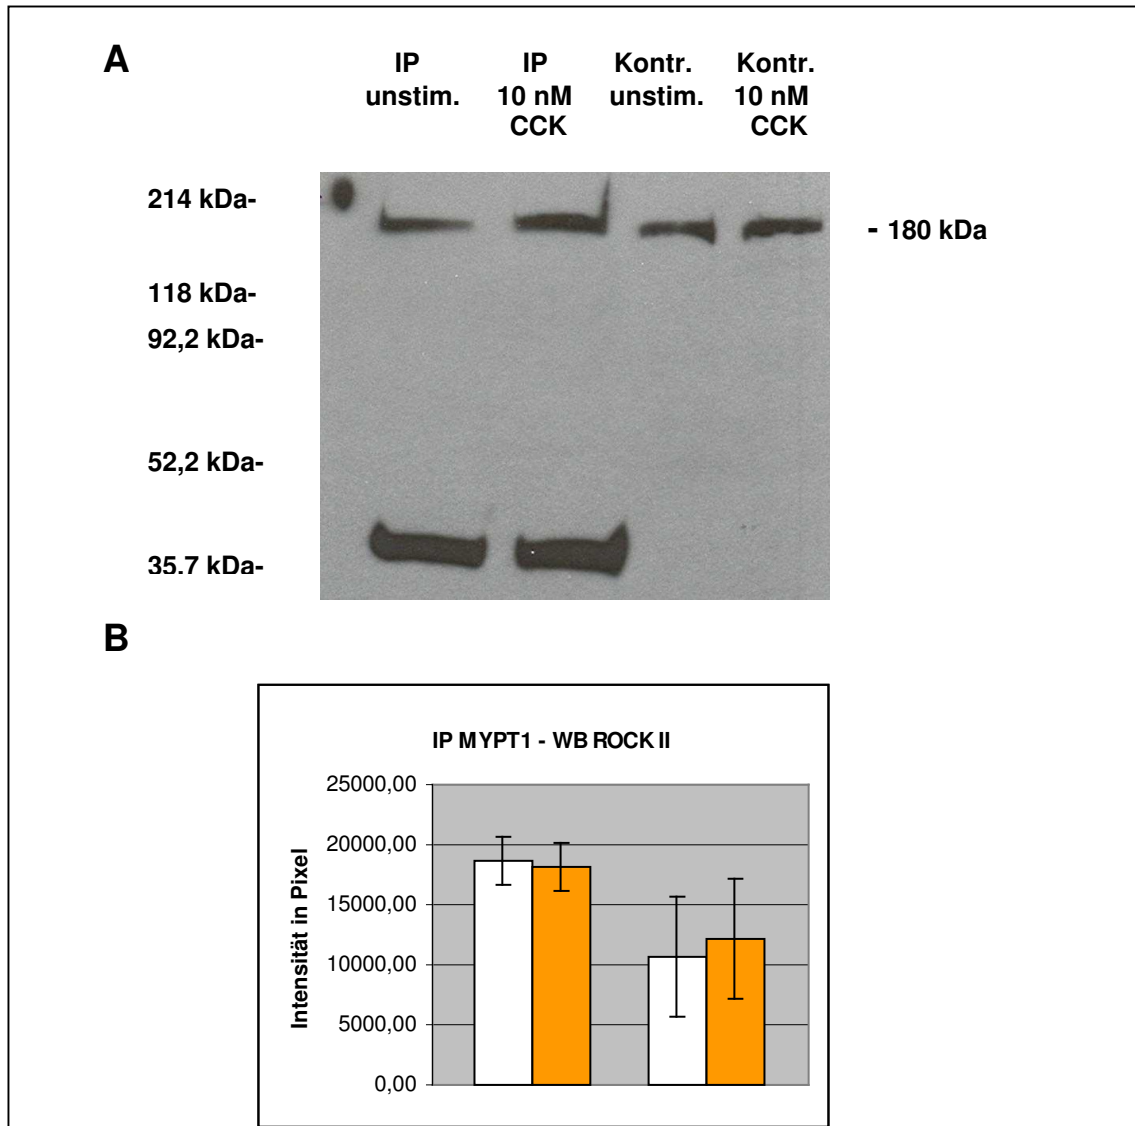 A
IP IP Kontr. Kontr.
unstim. 10 nM unstim. 10 nM
CCK CCK
214 kDa-
- 180 kDa
118 kDa-
92,2 kDa-
52,2 kDa-
35.7 kDa-
B
IP MYPT1 - WB ROCK II
Intensität in Pixel
25000,00
20000,00
15000,00
10000,00
5000,00
0,00